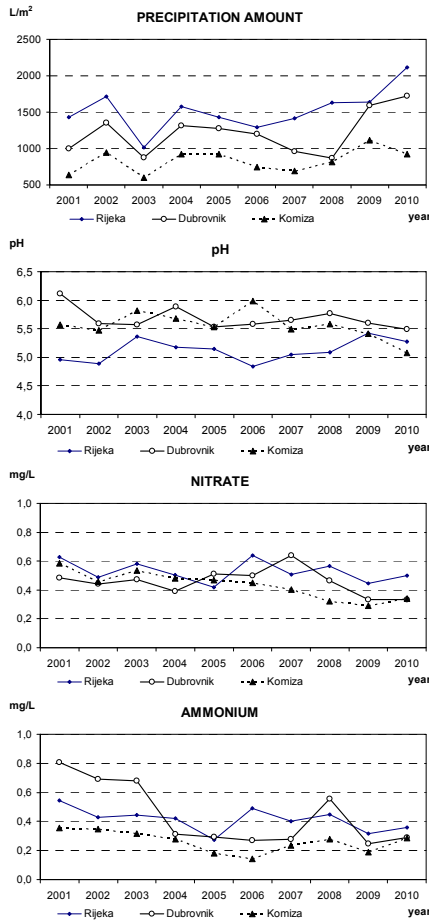 L/m²
PRECIPITATION AMOUNT
2500
2000
1500
1000
500
2001 2002 2003 2004 2005 2006 2007 2008 2009 2010
year
Rijeka Dubrovnik Komiza
pH
pH
6,5
6,0
5,5
5,0
4,5
4,0
2001 2002 2003 2004 2005 2006 2007 2008 2009 2010
year
Rijeka Dubrovnik Komiza
mg/L
NITRATE
1,0
0,8
0,6
0,4
0,2
0,0
2001 2002 2003 2004 2005 2006 2007 2008 2009 2010
year
Rijeka Dubrovnik Komiza
mg/L
AMMONIUM
1,0
0,8
0,6
0,4
0,2
0,0
2001 2002 2003 2004 2005 2006 2007 2008 2009 2010
year
Rijeka Dubrovnik Komiza